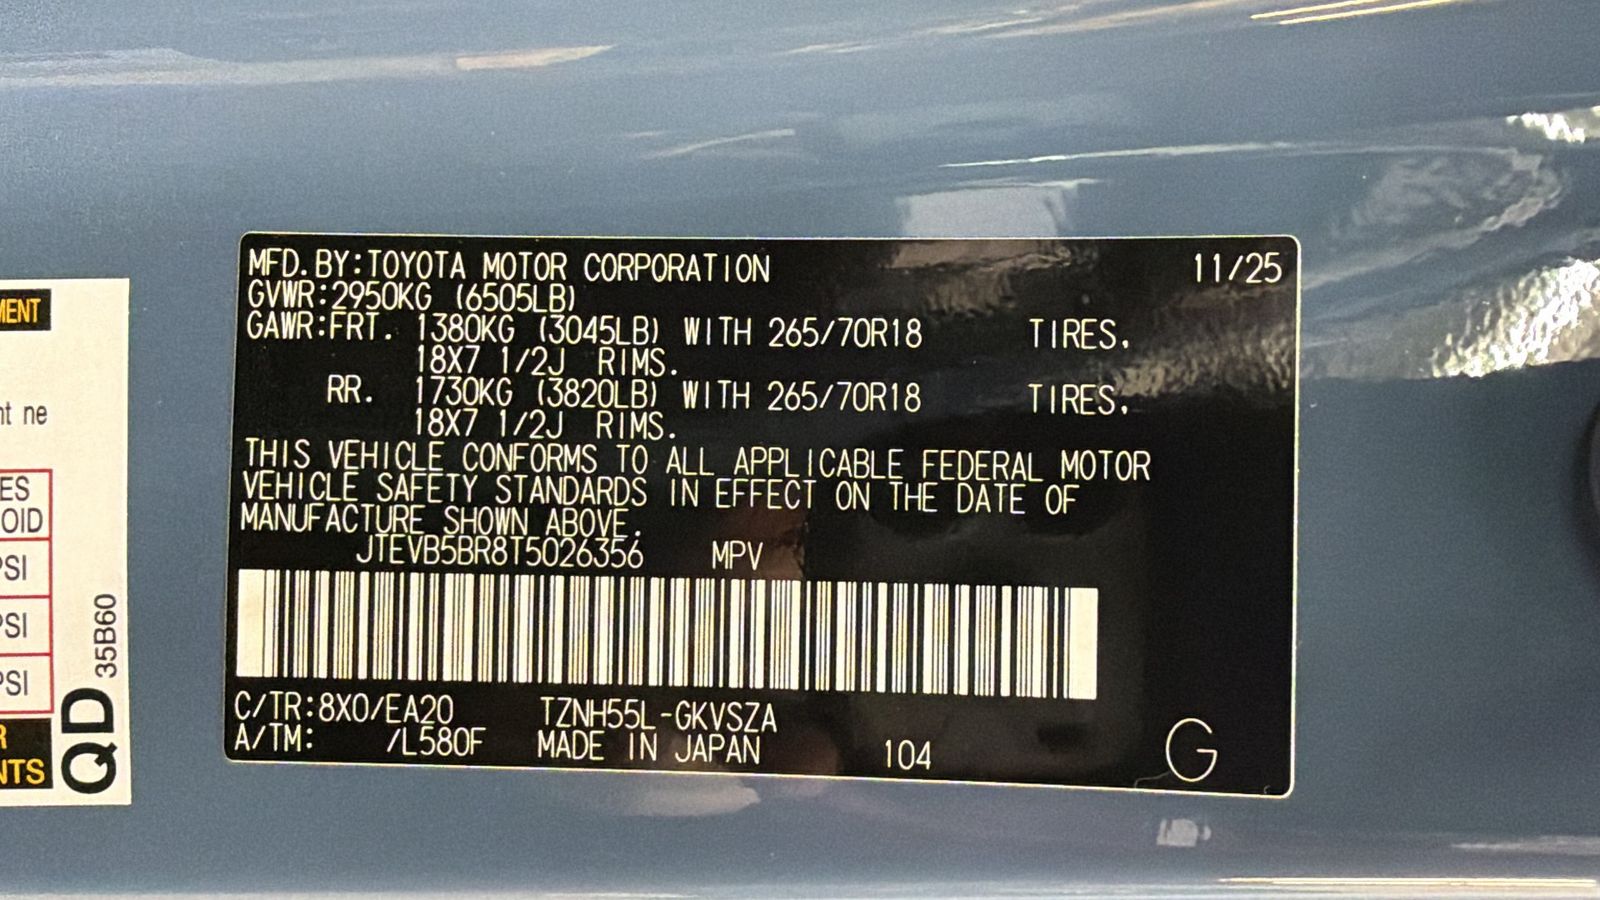 MFD.BY:TOYOTA MOTOR CORPORATION 11/25
GVWR:2950KG (6505LB)
GAWR:FRT. 1380KG (3045LB) WITH 265/70R18 TIRES.
18X7 1/2J RIMS.
RR. 1730KG (3820LB) WITH 265/70R18 TIRES.
18X7 1/2J RIMS.
THIS VEHICLE CONFORMS TO ALL APPLICABLE FEDERAL MOTOR
VEHICLE SAFETY STANDARDS IN EFFECT ON THE DATE OF
MANUFACTURE SHOWN ABOVE.
JTEVB5BR8T5026356 MPV
C/TR:8X0/EA20 TZNH55L-GKVSZA
A/TM: /L580F MADE IN JAPAN 104 G
MENT
nt ne
ES
OID
PSI
PSI
PSI
R
NTS
QD 35B60